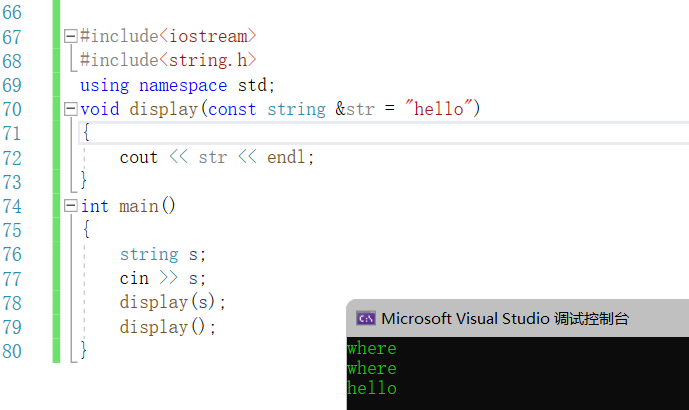 66
67 #include<iostream>
68 #include<string.h>
69 using namespace std;
70 void display(const string &str = "hello")
71 {
72 cout << str << endl;
73 }
74 int main()
75 {
76 string s;
77 cin >> s;
78 display(s);
79 display();
80 }
C:\ Microsoft Visual Studio 调试控制台
where
where
hello